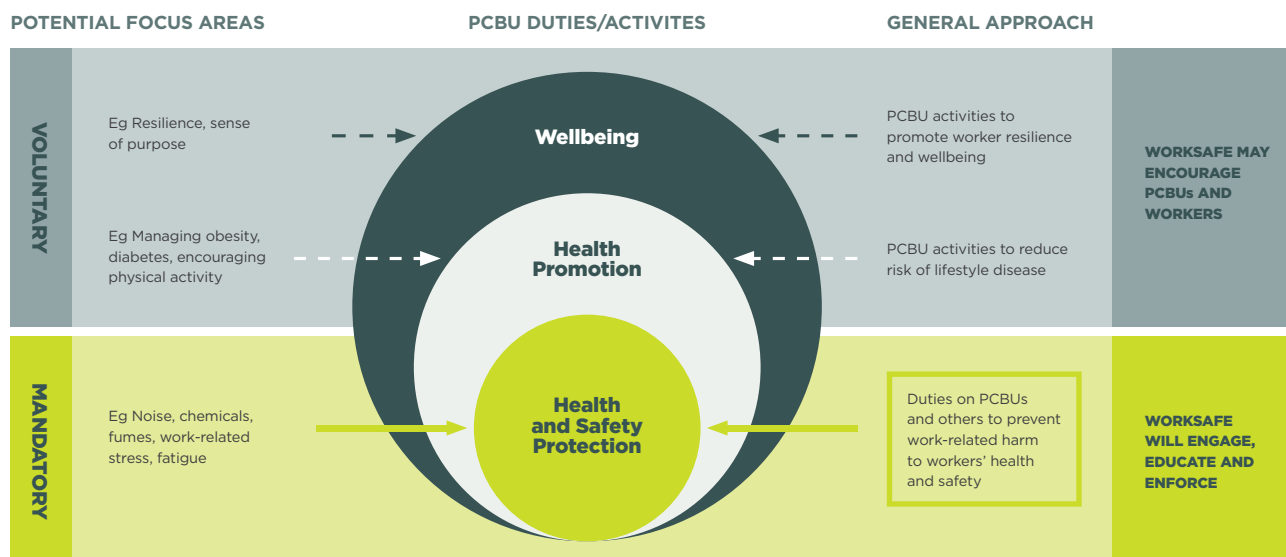 POTENTIAL FOCUS AREAS
PCBU DUTIES/ACTIVITES
GENERAL APPROACH
VOLUNTARY
Eg Resilience, sense
of purpose
Wellbeing
PCBU activities to
promote worker resilience
and wellbeing
WORKSAFE MAY
ENCOURAGE
PCBUs AND
WORKERS
Eg Managing obesity,
diabetes, encouraging
physical activity
Health
Promotion
PCBU activities to reduce
risk of lifestyle disease
MANDATORY
Eg Noise, chemicals,
fumes, work-related
stress, fatigue
Health
and Safety
Protection
Duties on PCBUs
and others to prevent
work-related harm
to workers’ health
and safety
WORKSAFE
WILL ENGAGE,
EDUCATE AND
ENFORCE